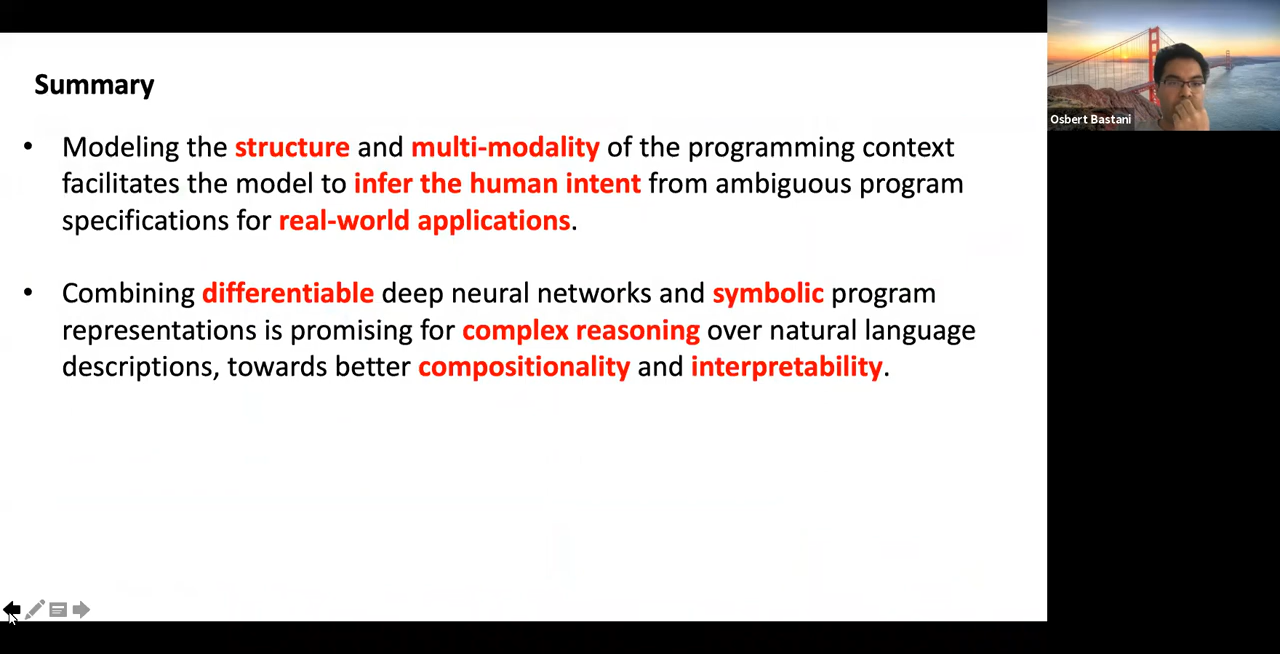 Summary
• Modeling the structure and multi-modality of the programming context
facilitates the model to infer the human intent from ambiguous program
specifications for real-world applications.
• Combining differentiable deep neural networks and symbolic program
representations is promising for complex reasoning over natural language
descriptions, towards better compositionality and interpretability.
Osbert Bastani